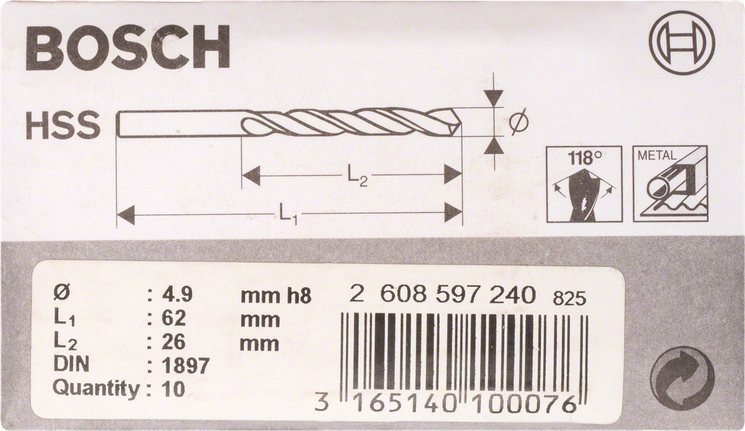 BOSCH
HSS
Ø
L2
L1
118°
METAL
Ø : 4.9 mm h8
L1 : 62 mm
L2 : 26 mm
DIN : 1897
Quantity : 10
2 608 597 240 825
3 165140 100076